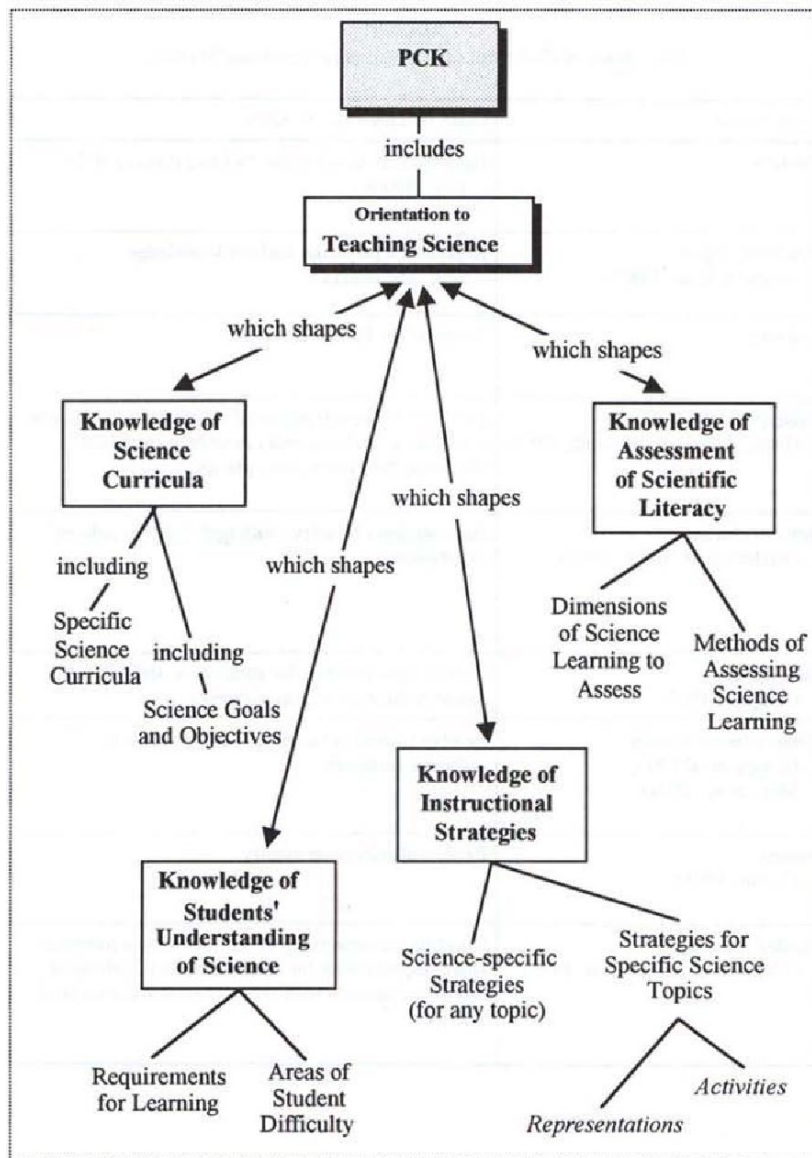 PCK
includes
Orientation to
Teaching Science
which shapes
which shapes
Knowledge of
Science
Curricula
Knowledge of
Assessment
of Scientific
Literacy
which shapes
which shapes
including
Specific
Science
Curricula
including
Science Goals
and Objectives
Dimensions
of Science
Learning to
Assess
Methods of
Assessing
Science
Learning
Knowledge of
Instructional
Strategies
Knowledge of
Students'
Understanding
of Science
Science-specific
Strategies
(for any topic)
Strategies for
Specific Science
Topics
Requirements
for Learning
Areas of
Student
Difficulty
Activities
Representations